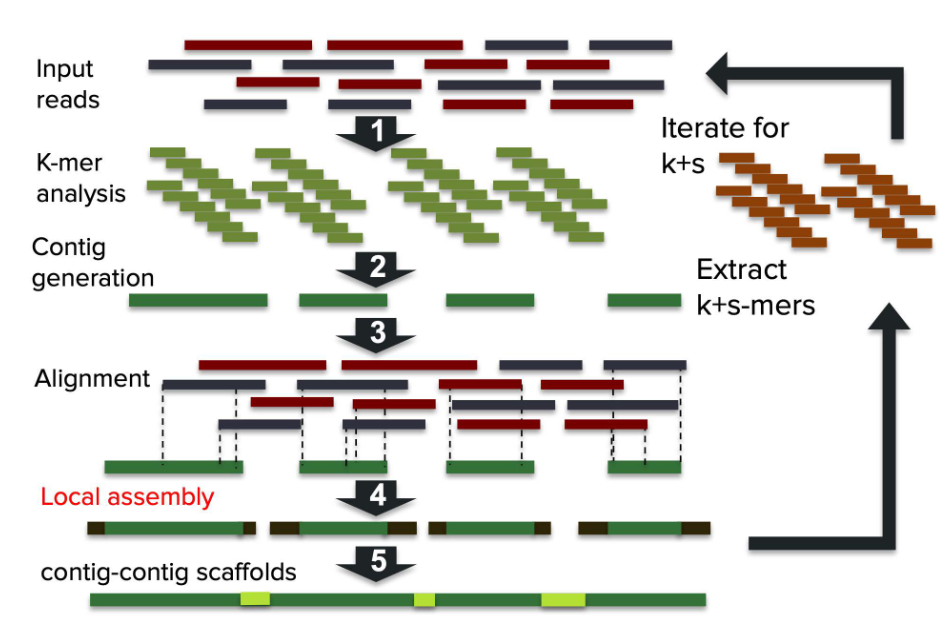 Input
reads
1
Iterate for
k+s
K-mer
analysis
Contig
generation
2
Extract
k+s-mers
3
Alignment
Local assembly
4
5
contig-contig scaffolds